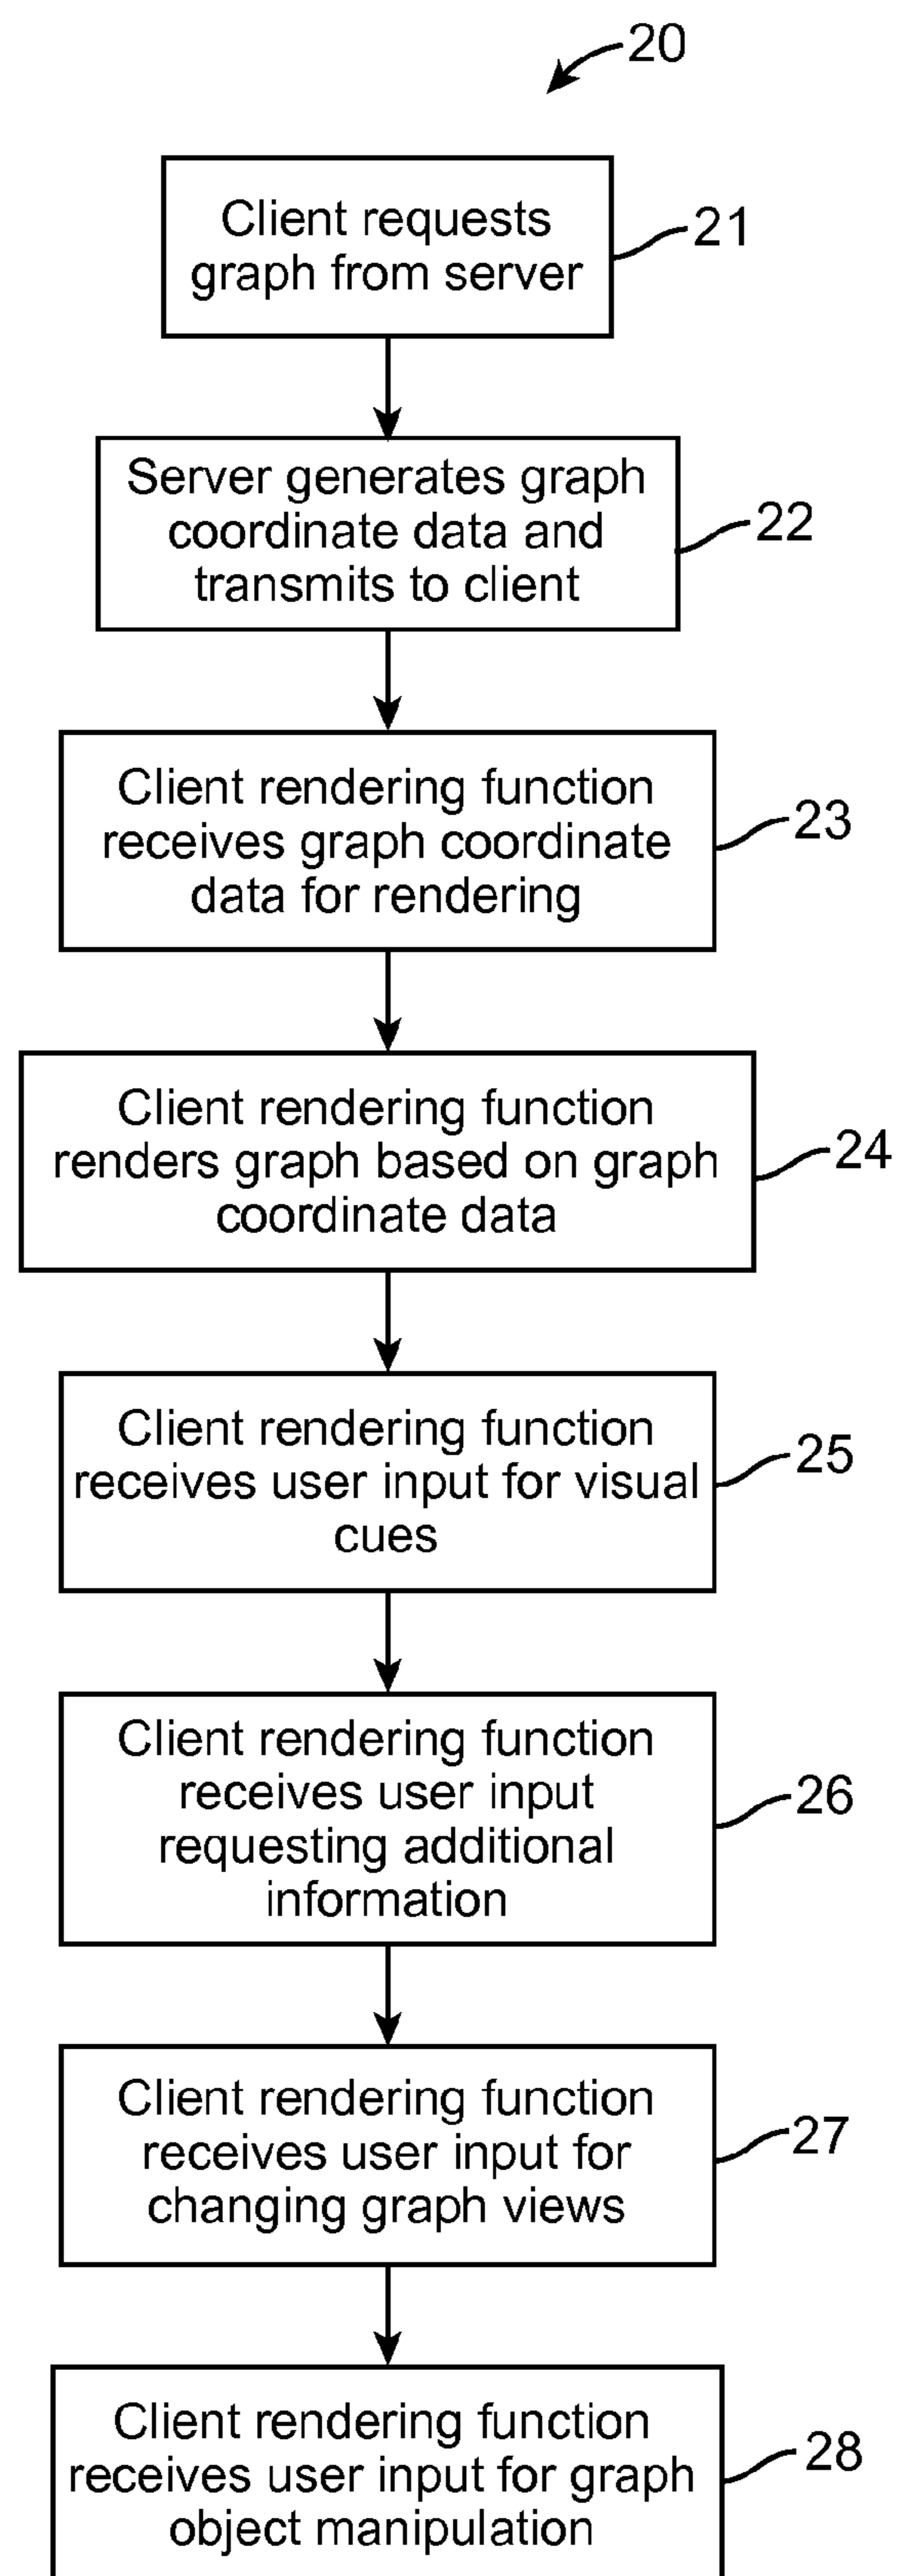 20
Client requests
graph from server
21
Server generates graph
coordinate data and
transmits to client
22
Client rendering function
receives graph coordinate
data for rendering
23
Client rendering function
renders graph based on graph
coordinate data
24
Client rendering function
receives user input for visual
cues
25
Client rendering function
receives user input
requesting additional
information
26
Client rendering function
receives user input for
changing graph views
27
Client rendering function
receives user input for graph
object manipulation
28